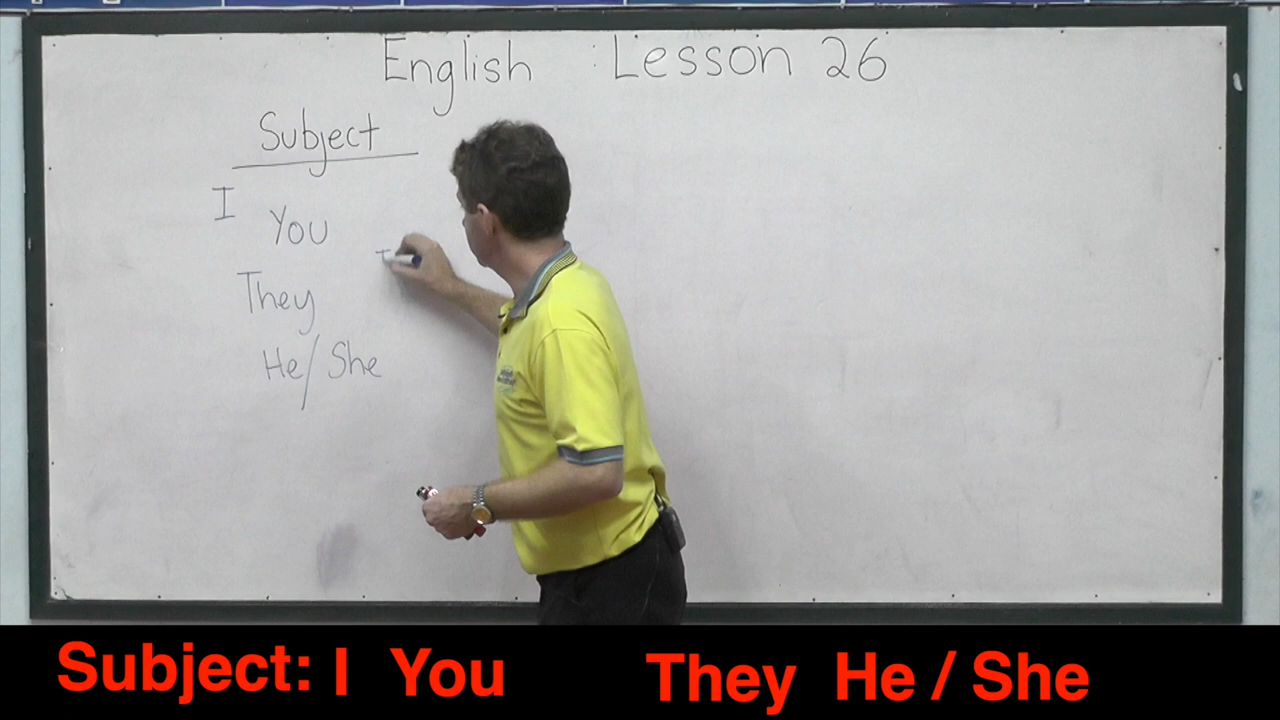 English : Lesson 26
Subject
I
You
They
He/She
Subject: I You They He / She